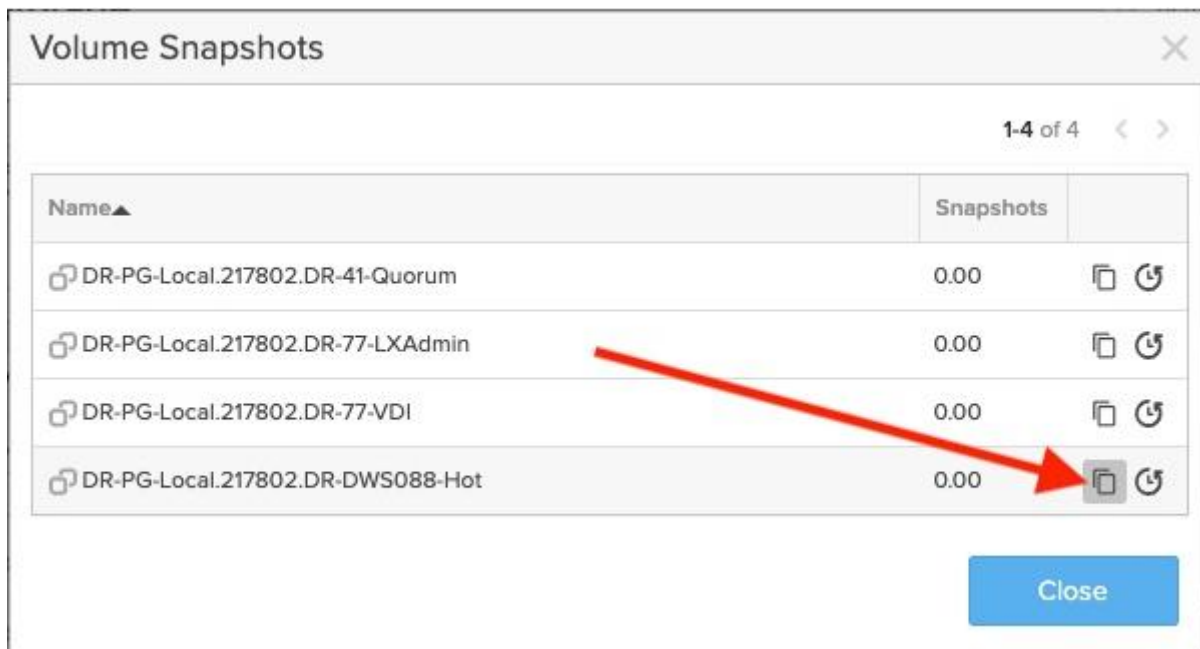 Volume Snapshots
1-4 of 4
Name Snapshots
DR-PG-Local.217802.DR-41-Quorum 0.00
DR-PG-Local.217802.DR-77-LXAdmin 0.00
DR-PG-Local.217802.DR-77-VDI 0.00
DR-PG-Local.217802.DR-DWS088-Hot 0.00
Close